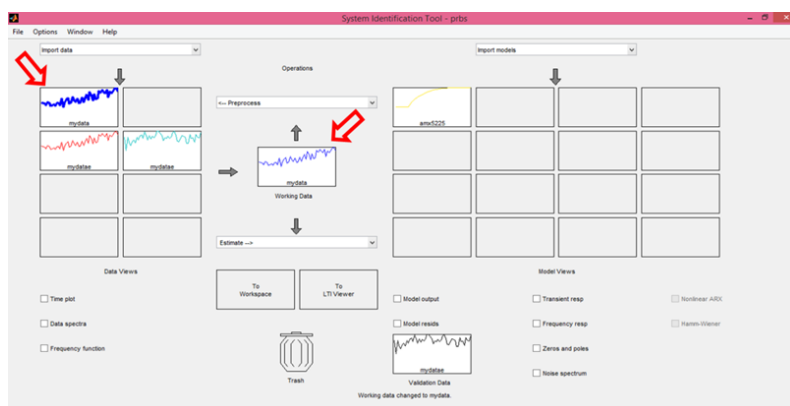 System Identification Tool - prbs
File Options Window Help
Import data
Import models
Operations
<-- Preprocess
mydata
amx5225
mydatae
mydatae
mydata
Working Data
Estimate -->
Data Views
Model Views
To
Workspace
To
LTI Viewer
Time plot
Data spectra
Frequency function
Model output
Model resids
Transient resp
Frequency resp
Zeros and poles
Noise spectrum
Nonlinear ARX
Hamm-Wiener
mydatae
Trash
Validation Data
Working data changed to mydata.